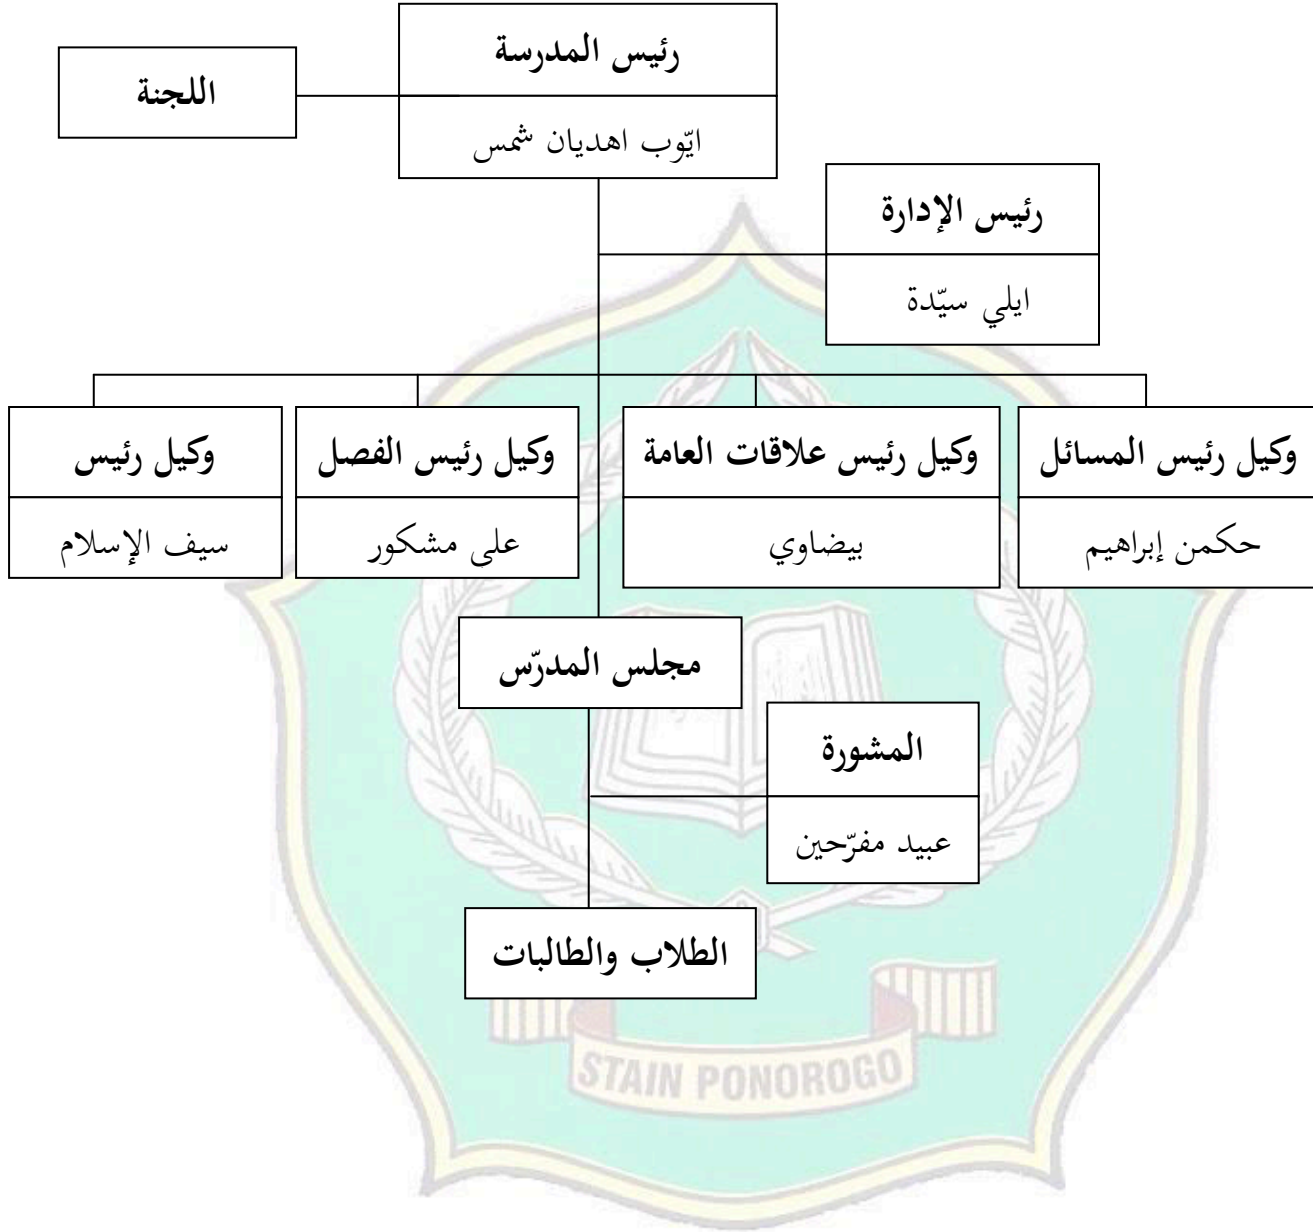 رئيس المدرسة
ايّوب اهديان شمس
اللجنة
رئيس الإدارة
ايلي سيّدة
وكيل رئيس المسائل
حكمن إبراهيم
وكيل رئيس علاقات العامة
بيضاوي
وكيل رئيس الفصل
على مشكور
وكيل رئيس
سيف الإسلام
مجلس المدرّس
المشورة
عبيد مفرّحين
الطلاب والطالبات
STAIN PONOROGO